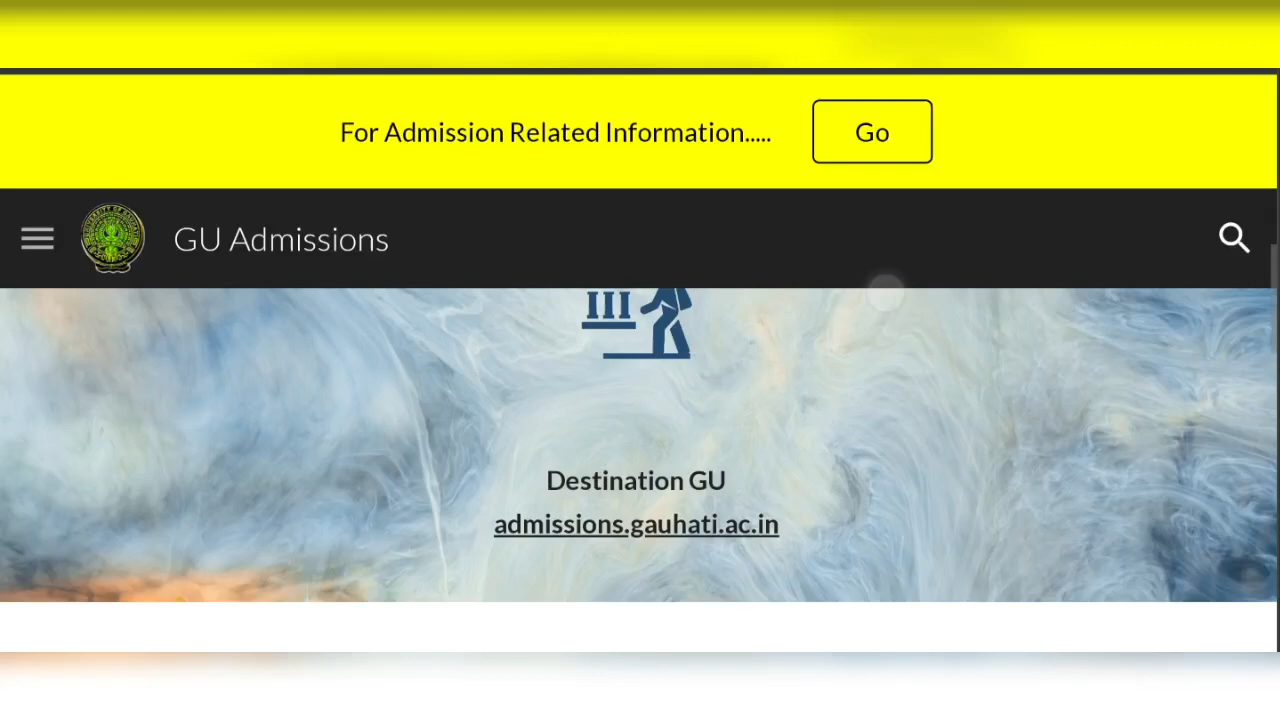 For Admission Related Information.....
Go
GU Admissions
Destination GU
admissions.gauhati.ac.in